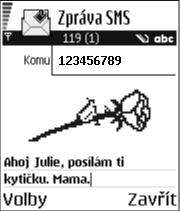 Zpráva SMS
119 (1) abc
Komu 123456789
Ahoj Julie, posílám ti
kytičku. Mama.
Volby Zavřít